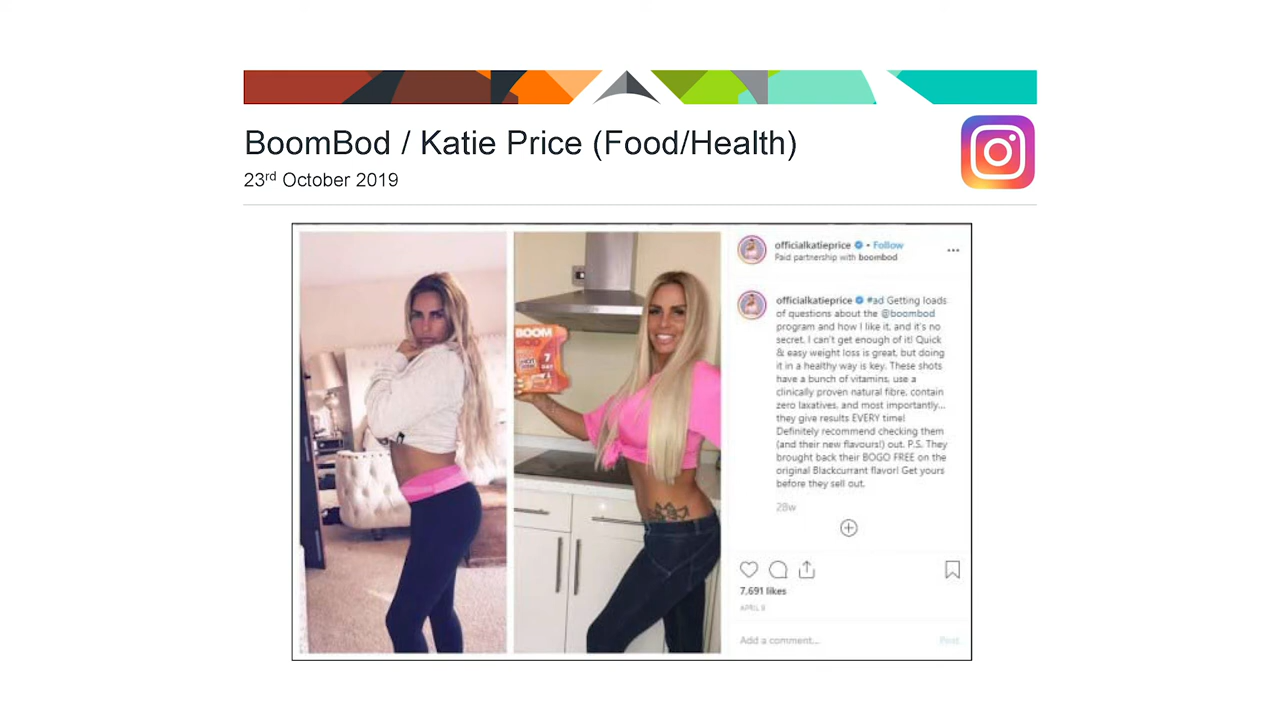 BoomBod / Katie Price (Food/Health)
23rd October 2019
officialkatieprice • Follow
Paid partnership with boombod
...
officialkatieprice #ad Getting loads
of questions about the @boombod
program and how I like it, and it's no
secret, I can't get enough of it! Quick
& easy weight loss is great, but doing
it in a healthy way is key. These shots
have a bunch of vitamins, use a
clinically proven natural fibre, contain
zero laxatives, and most importantly...
they give results EVERY time!
Definitely recommend checking them
(and their new flavours!) out. P.S. They
brought back their BOGO FREE on the
original Blackcurrant flavor! Get yours
before they sell out.
28w
7,691 likes
APRIL 8
Add a comment...
Post
BOOM
7
DAY